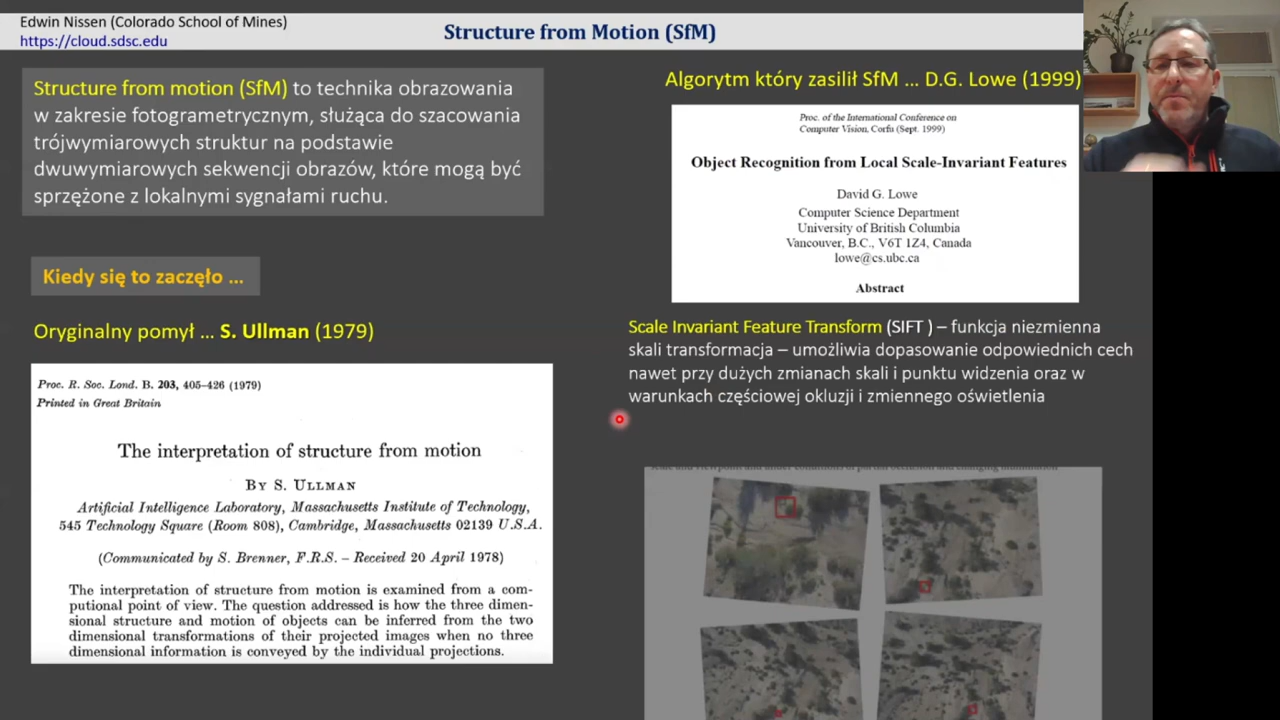 Edwin Nissen (Colorado School of Mines)
https://cloud.sdsc.edu
Structure from Motion (SfM)
Structure from motion (SfM) to technika obrazowania
w zakresie fotogrametrycznym, służąca do szacowania
trójwymiarowych struktur na podstawie
dwuwymiarowych sekwencji obrazów, które mogą być
sprzężone z lokalnymi sygnałami ruchu.
Kiedy się to zaczęło ...
Oryginalny pomył ... S. Ullman (1979)
Proc. R. Soc. Lond. B. 203, 405-426 (1979)
Printed in Great Britain
The interpretation of structure from motion
By S. Ullman
Artificial Intelligence Laboratory, Massachusetts Institute of Technology,
545 Technology Square (Room 808), Cambridge, Massachusetts 02139 U.S.A.
(Communicated by S. Brenner, F.R.S. – Received 20 April 1978)
The interpretation of structure from motion is examined from a com-
putional point of view. The question addressed is how the three dimen-
sional structure and motion of objects can be inferred from the two
dimensional transformations of their projected images when no three
dimensional information is conveyed by the individual projections.
Algorytm który zasilił SfM ... D.G. Lowe (1999)
Proc. of the International Conference on
Computer Vision, Corfu (Sept. 1999)
Object Recognition from Local Scale-Invariant Features
David G. Lowe
Computer Science Department
University of British Columbia
Vancouver, B.C., V6T 1Z4, Canada
lowe@cs.ubc.ca
Abstract
Scale Invariant Feature Transform (SIFT ) – funkcja niezmienna
skali transformacja – umożliwia dopasowanie odpowiednich cech
nawet przy dużych zmianach skali i punktu widzenia oraz w
warunkach częściowej okluzji i zmiennego oświetlenia